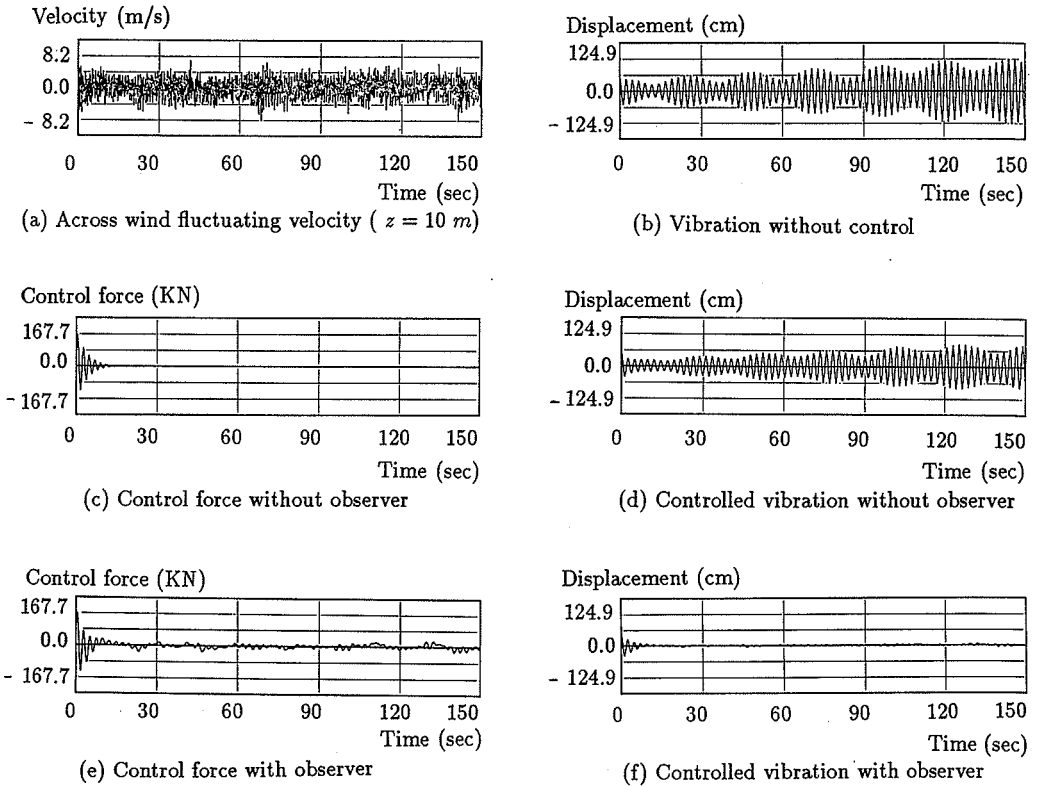 Velocity (m/s)
8.2
0.0
- 8.2
0 30 60 90 120 150
Time (sec)
(a) Across wind fluctuating velocity ( z = 10 m)
Displacement (cm)
124.9
0.0
- 124.9
0 30 60 90 120 150
Time (sec)
(b) Vibration without control
Control force (KN)
167.7
0.0
- 167.7
0 30 60 90 120 150
Time (sec)
(c) Control force without observer
Displacement (cm)
124.9
0.0
- 124.9
0 30 60 90 120 150
Time (sec)
(d) Controlled vibration without observer
Control force (KN)
167.7
0.0
- 167.7
0 30 60 90 120 150
Time (sec)
(e) Control force with observer
Displacement (cm)
124.9
0.0
- 124.9
0 30 60 90 120 150
Time (sec)
(f) Controlled vibration with observer